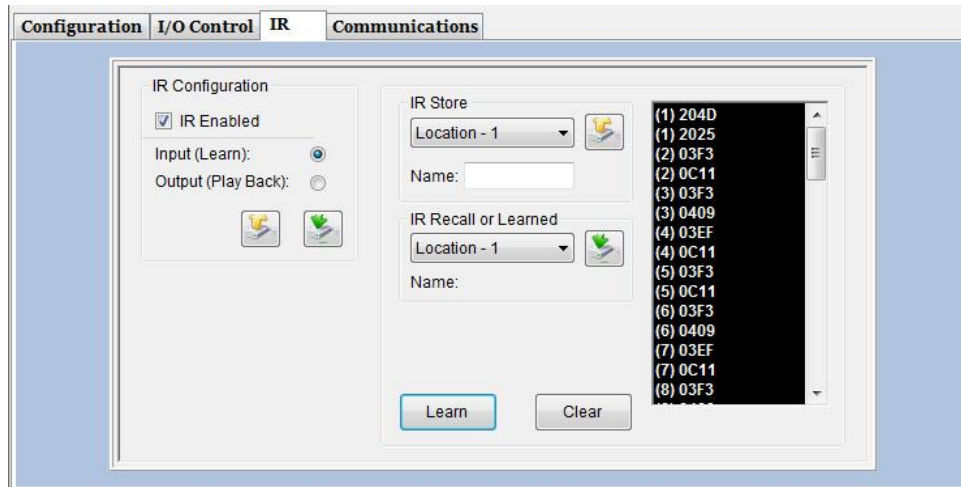 Configuration I/O Control IR Communications
IR Configuration
IR Enabled
Input (Learn):
Output (Play Back):
IR Store
Location - 1
Name:
IR Recall or Learned
Location - 1
Name:
Learn Clear
(1) 204D
(1) 2025
(2) 03F3
(2) 0C11
(3) 03F3
(3) 0409
(4) 03EF
(4) 0C11
(5) 03F3
(5) 0C11
(6) 03F3
(6) 0409
(7) 03EF
(7) 0C11
(8) 03F3